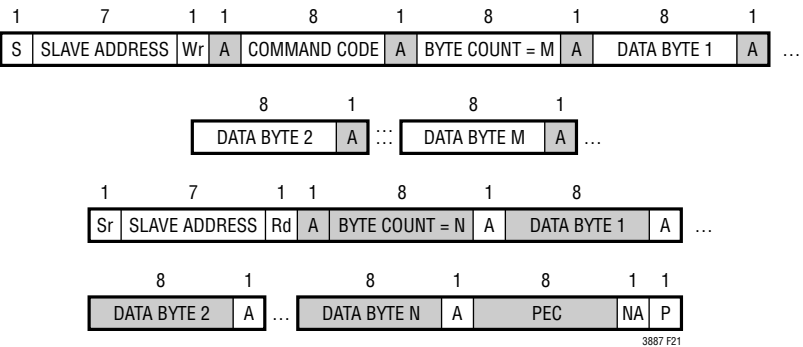 1 7 1 1 8 1 8 1 8 1
S SLAVE ADDRESS Wr A COMMAND CODE A BYTE COUNT = M A DATA BYTE 1 A …
8 1 8 1
DATA BYTE 2 A … DATA BYTE M A …
1 7 1 1 8 1 8 1
Sr SLAVE ADDRESS Rd A BYTE COUNT = N A DATA BYTE 1 A …
8 1 8 1 8 1 1
DATA BYTE 2 A … DATA BYTE N A PEC NA P
3887 F21